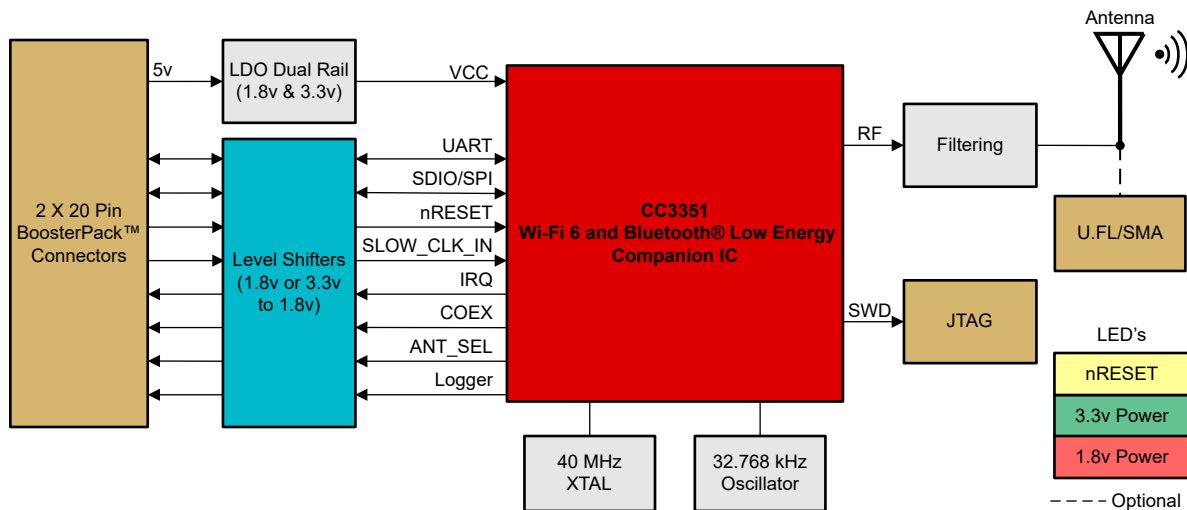 Antenna
5v
LDO Dual Rail
(1.8v & 3.3v)
VCC
2 X 20 Pin
BoosterPack™
Connectors
Level Shifters
(1.8v or 3.3v
to 1.8v)
UART
SDIO/SPI
nRESET
SLOW_CLK_IN
IRQ
COEX
ANT_SEL
Logger
CC3351
Wi-Fi 6 and Bluetooth® Low Energy
Companion IC
RF
Filtering
U.FL/SMA
SWD
JTAG
40 MHz
XTAL
32.768 kHz
Oscillator
LED's
nRESET
3.3v Power
1.8v Power
Optional